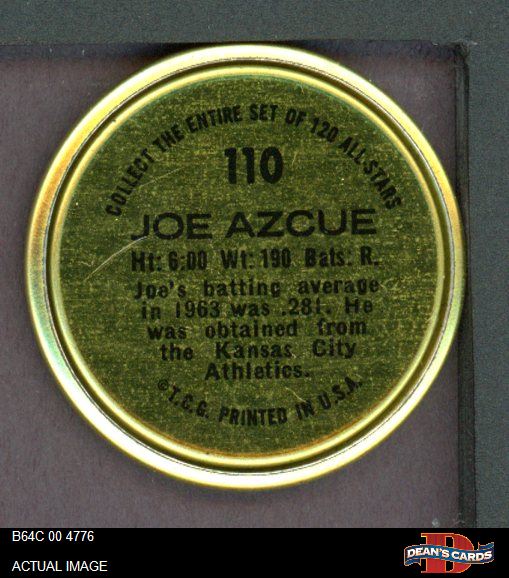 COLLECT THE ENTIRE SET OF 120 ALL-STARS
110
JOE AZCUE
Ht: 6:00 Wt: 190 Bats: R.
Joe's batting average
in 1963 was .281. He
was obtained from
the Kansas City
Athletics.
©T.C.G. PRINTED IN U.S.A.
B64C 00 4776
ACTUAL IMAGE
D
DEAN'S CARDS